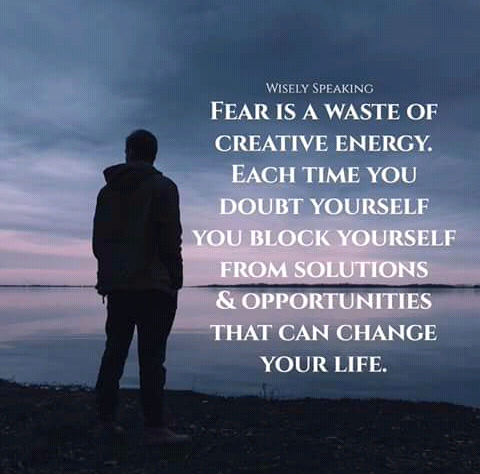 Wisely Speaking
Fear is a waste of
creative energy.
Each time you
doubt yourself
you block yourself
from solutions
& opportunities
that can change
your life.